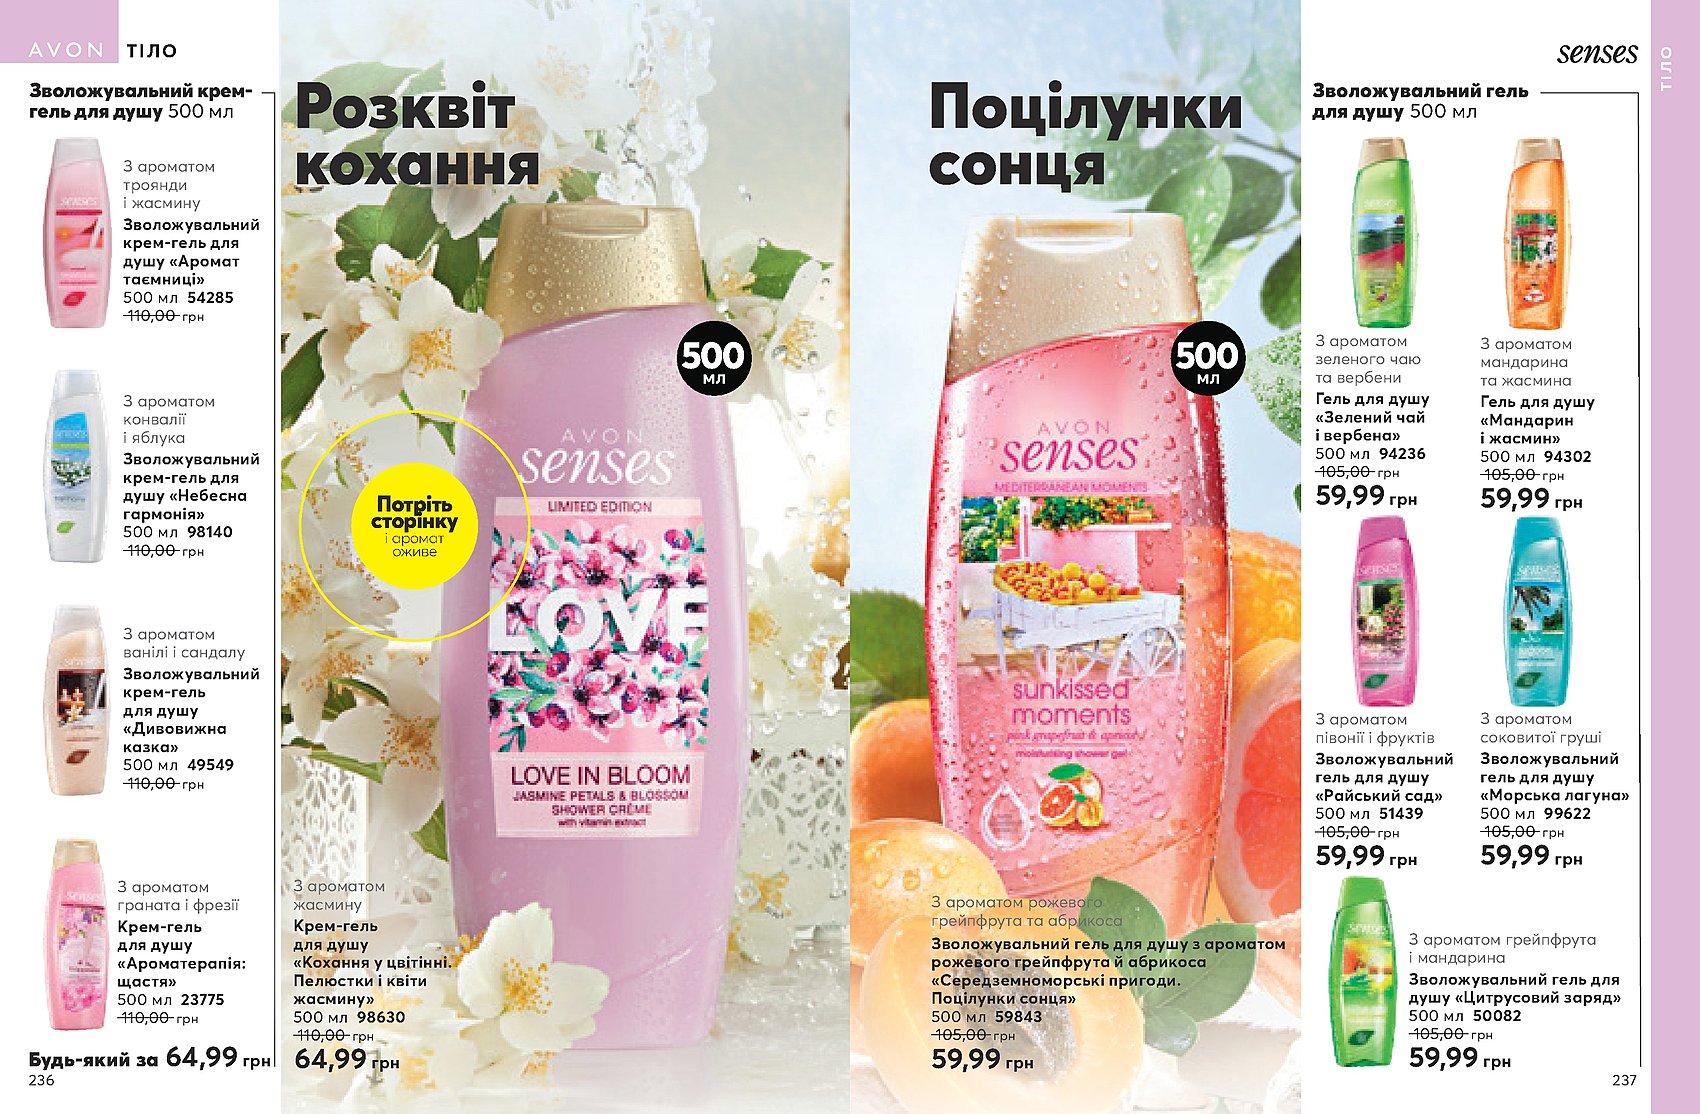 AVON ТІЛО
Зволожувальний крем-
гель для душу 500 мл
З ароматом
троянди
і жасмину
Зволожувальний
крем-гель для
душу «Аромат
таємниці»
500 мл 54285
110,00 грн
З ароматом
конвалії
і яблука
Зволожувальний
крем-гель для
душу «Небесна
гармонія»
500 мл 98140
110,00 грн
З ароматом
ванілі і сандалу
Зволожувальний
крем-гель
для душу
«Дивовижна
казка»
500 мл 49549
110,00 грн
З ароматом
граната і фрезії
Крем-гель
для душу
«Ароматерапія:
щастя»
500 мл 23775
110,00 грн
Будь-який за 64,99 грн
236
Розквіт
кохання
500
мл
Потріть
сторінку
і аромат
оживе
AVON
senses
LIMITED EDITION
LOVE
LOVE IN BLOOM
JASMINE PETALS & BLOSSOM
SHOWER CRÈME
with vitamin extract
З ароматом
жасмину
Крем-гель
для душу
«Кохання у цвітінні.
Пелюстки і квіти
жасмину»
500 мл 98630
110,00 грн
64,99 грн
Поцілунки
сонця
500
мл
AVON
senses
MEDITERRANEAN MOMENTS
sunkissed
moments
pink grapefruit & apricot
moisturising shower gel
З ароматом рожевого
грейпфрута та абрикоса
Зволожувальний гель для душу з ароматом
рожевого грейпфрута й абрикоса
«Середземноморські пригоди.
Поцілунки сонця»
500 мл 59843
105,00 грн
59,99 грн
senses
ТІЛО
Зволожувальний гель
для душу 500 мл
З ароматом
зеленого чаю
та вербени
Гель для душу
«Зелений чай
і вербена»
500 мл 94236
105,00 грн
59,99 грн
З ароматом
мандарина
та жасмина
Гель для душу
«Мандарин
і жасмин»
500 мл 94302
105,00 грн
59,99 грн
З ароматом
півонії і фруктів
Зволожувальний
гель для душу
«Райський сад»
500 мл 51439
105,00 грн
59,99 грн
З ароматом
соковитої груші
Зволожувальний
гель для душу
«Морська лагуна»
500 мл 99622
105,00 грн
59,99 грн
З ароматом грейпфрута
і мандарина
Зволожувальний гель для
душу «Цитрусовий заряд»
500 мл 50082
105,00 грн
59,99 грн
237